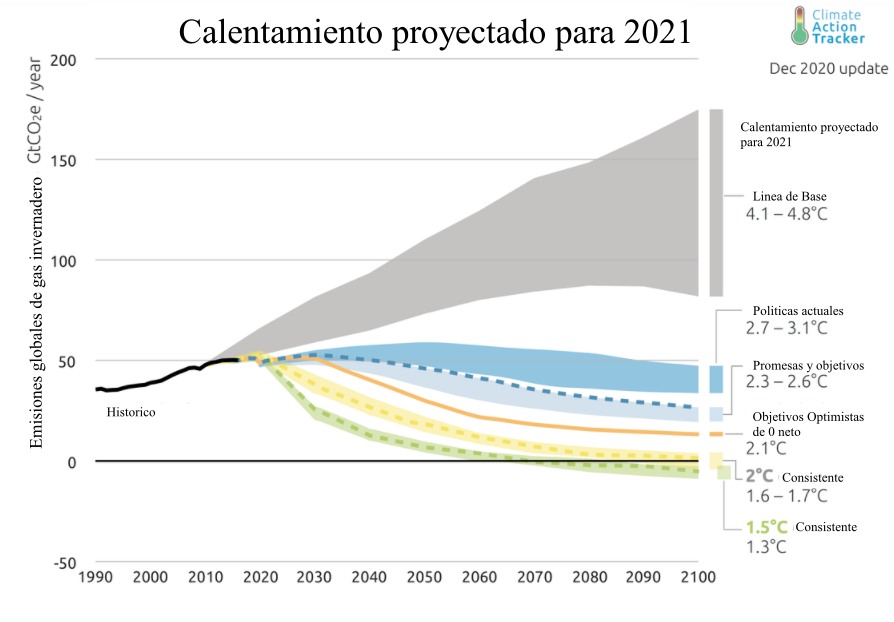 Calentamiento proyectado para 2021
Climate
Action
Tracker
Dec 2020 update
Emisiones globales de gas invernadero GtCO₂e / year
200
150
100
50
0
-50
1990 2000 2010 2020 2030 2040 2050 2060 2070 2080 2090 2100
Historico
Calentamiento proyectado
para 2021
Linea de Base
4.1 – 4.8°C
Politicas actuales
2.7 – 3.1°C
Promesas y objetivos
2.3 – 2.6°C
Objetivos Optimistas
de 0 neto
2.1°C
2°C Consistente
1.6 – 1.7°C
1.5°C Consistente
1.3°C